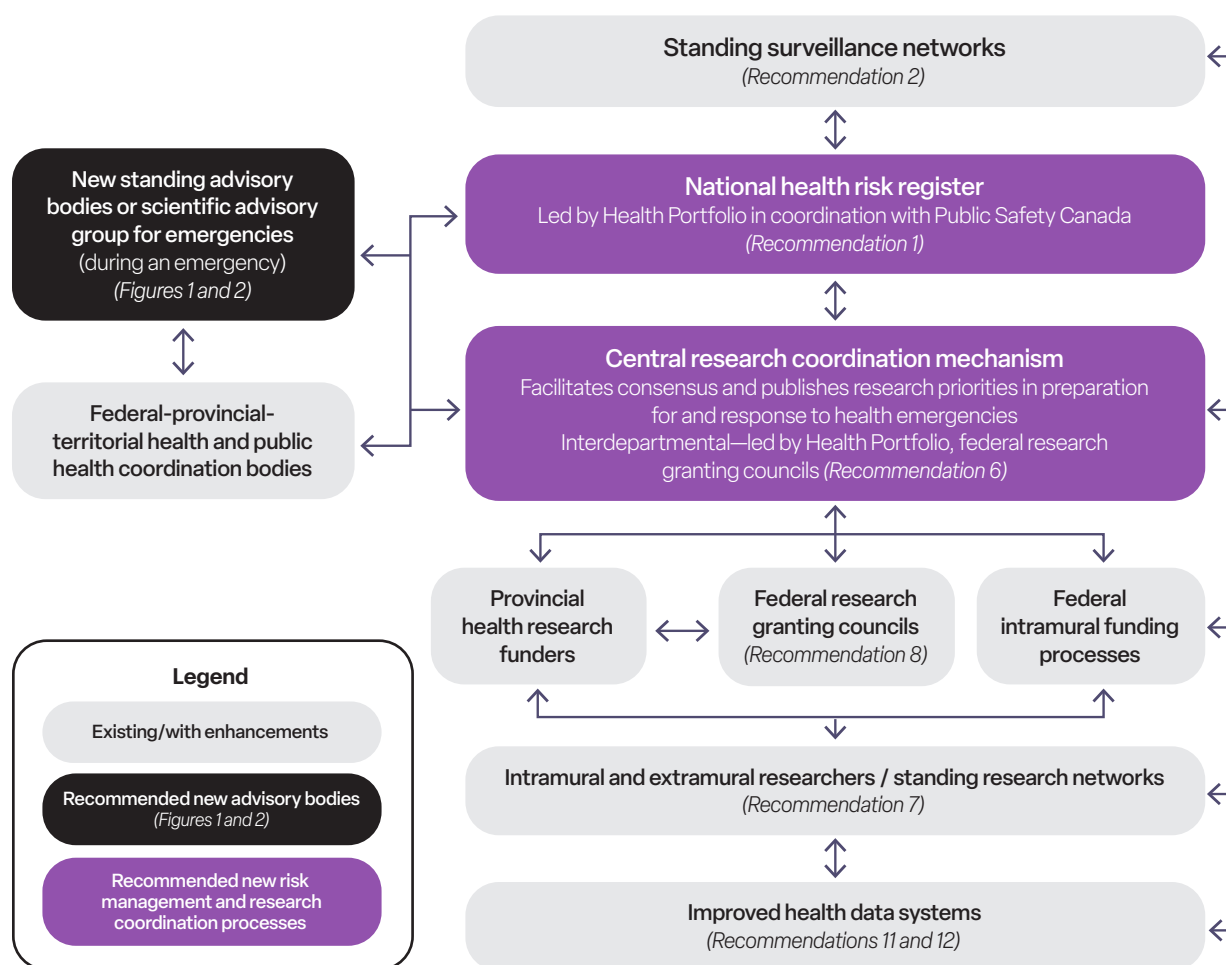 Standing surveillance networks
(Recommendation 2)
New standing advisory
bodies or scientific advisory
group for emergencies
(during an emergency)
(Figures 1 and 2)
National health risk register
Led by Health Portfolio in coordination with Public Safety Canada
(Recommendation 1)
Federal-provincial-
territorial health and public
health coordination bodies
Central research coordination mechanism
Facilitates consensus and publishes research priorities in preparation
for and response to health emergencies
Interdepartmental—led by Health Portfolio, federal research
granting councils (Recommendation 6)
Provincial
health research
funders
Federal research
granting councils
(Recommendation 8)
Federal
intramural funding
processes
Legend
Existing/with enhancements
Recommended new advisory bodies
(Figures 1 and 2)
Recommended new risk
management and research
coordination processes
Intramural and extramural researchers / standing research networks
(Recommendation 7)
Improved health data systems
(Recommendations 11 and 12)